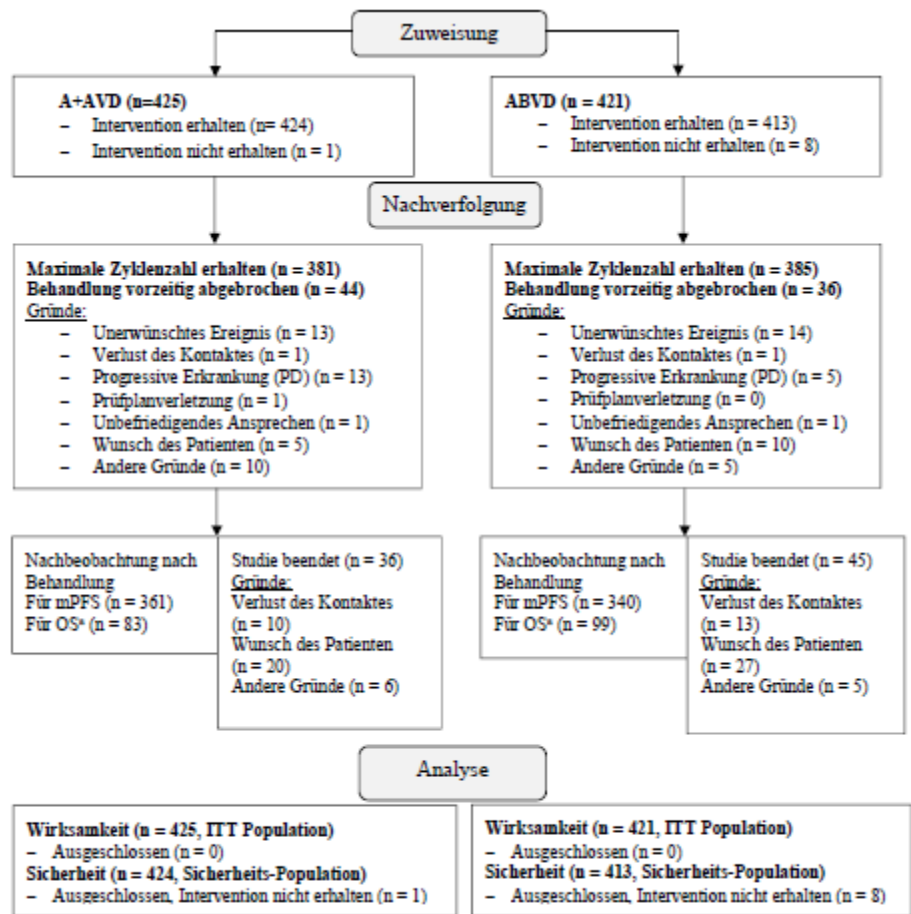 Zuweisung
A+AVD (n=425)
– Intervention erhalten (n= 424)
– Intervention nicht erhalten (n = 1)
ABVD (n = 421)
– Intervention erhalten (n = 413)
– Intervention nicht erhalten (n = 8)
Nachverfolgung
Maximale Zyklenzahl erhalten (n = 381)
Behandlung vorzeitig abgebrochen (n = 44)
Gründe:
– Unerwünschtes Ereignis (n = 13)
– Verlust des Kontaktes (n = 1)
– Progressive Erkrankung (PD) (n = 13)
– Prüfplanverletzung (n = 1)
– Unbefriedigendes Ansprechen (n = 1)
– Wunsch des Patienten (n = 5)
– Andere Gründe (n = 10)
Maximale Zyklenzahl erhalten (n = 385)
Behandlung vorzeitig abgebrochen (n = 36)
Gründe:
– Unerwünschtes Ereignis (n = 14)
– Verlust des Kontaktes (n = 1)
– Progressive Erkrankung (PD) (n = 5)
– Prüfplanverletzung (n = 0)
– Unbefriedigendes Ansprechen (n = 1)
– Wunsch des Patienten (n = 10)
– Andere Gründe (n = 5)
Nachbeobachtung nach
Behandlung
Für mPFS (n = 361)
Für OSᵃ (n = 83)
Studie beendet (n = 36)
Gründe:
Verlust des Kontaktes
(n = 10)
Wunsch des Patienten
(n = 20)
Andere Gründe (n = 6)
Nachbeobachtung nach
Behandlung
Für mPFS (n = 340)
Für OSᵃ (n = 99)
Studie beendet (n = 45)
Gründe:
Verlust des Kontaktes
(n = 13)
Wunsch des Patienten
(n = 27)
Andere Gründe (n = 5)
Analyse
Wirksamkeit (n = 425, ITT Population)
– Ausgeschlossen (n = 0)
Sicherheit (n = 424, Sicherheits-Population)
– Ausgeschlossen, Intervention nicht erhalten (n = 1)
Wirksamkeit (n = 421, ITT Population)
– Ausgeschlossen (n = 0)
Sicherheit (n = 413, Sicherheits-Population)
– Ausgeschlossen, Intervention nicht erhalten (n = 8)